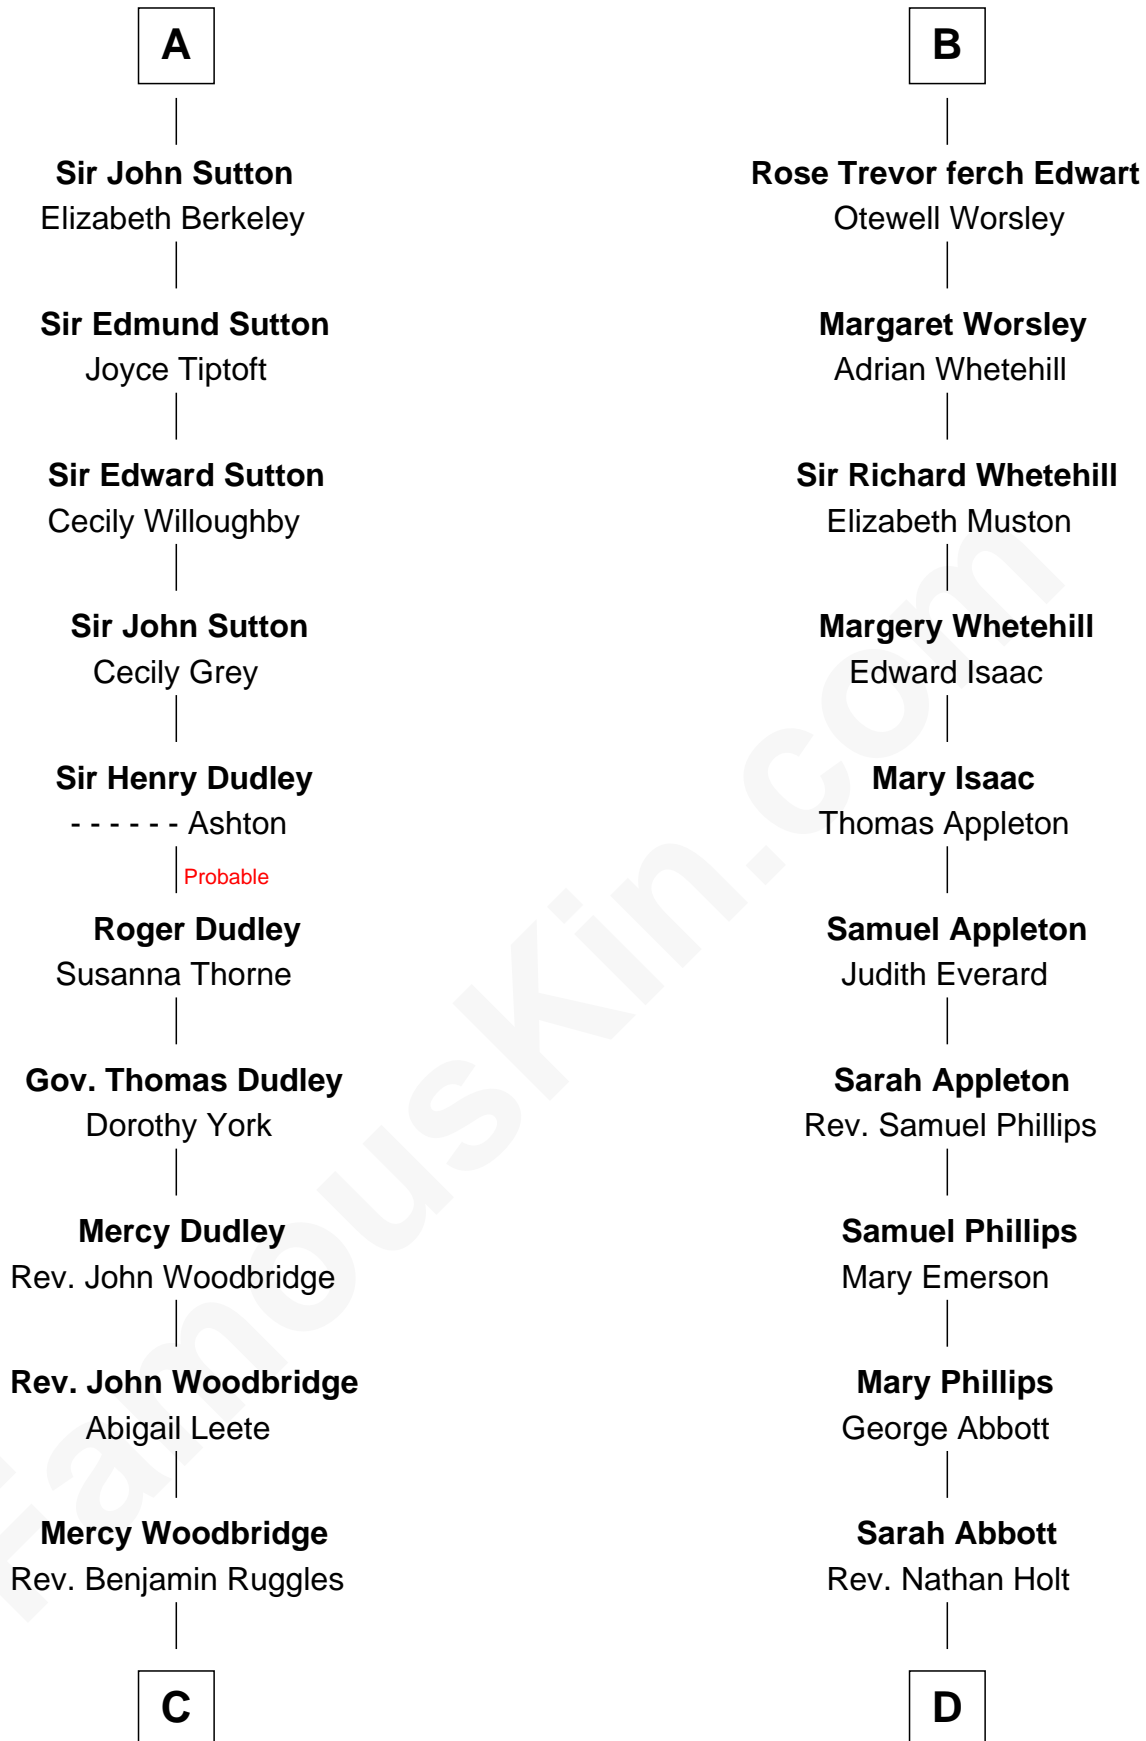 A
Sir John Sutton
Elizabeth Berkeley
Sir Edmund Sutton
Joyce Tiptoft
Sir Edward Sutton
Cecily Willoughby
Sir John Sutton
Cecily Grey
Sir Henry Dudley
- - - - - - Ashton
Probable
Roger Dudley
Susanna Thorne
Gov. Thomas Dudley
Dorothy York
Mercy Dudley
Rev. John Woodbridge
Rev. John Woodbridge
Abigail Leete
Mercy Woodbridge
Rev. Benjamin Ruggles
C
B
Rose Trevor ferch Edwart
Otewell Worsley
Margaret Worsley
Adrian Whetehill
Sir Richard Whetehill
Elizabeth Muston
Margery Whetehill
Edward Isaac
Mary Isaac
Thomas Appleton
Samuel Appleton
Judith Everard
Sarah Appleton
Rev. Samuel Phillips
Samuel Phillips
Mary Emerson
Mary Phillips
George Abbott
Sarah Abbott
Rev. Nathan Holt
D
FamousKin.com